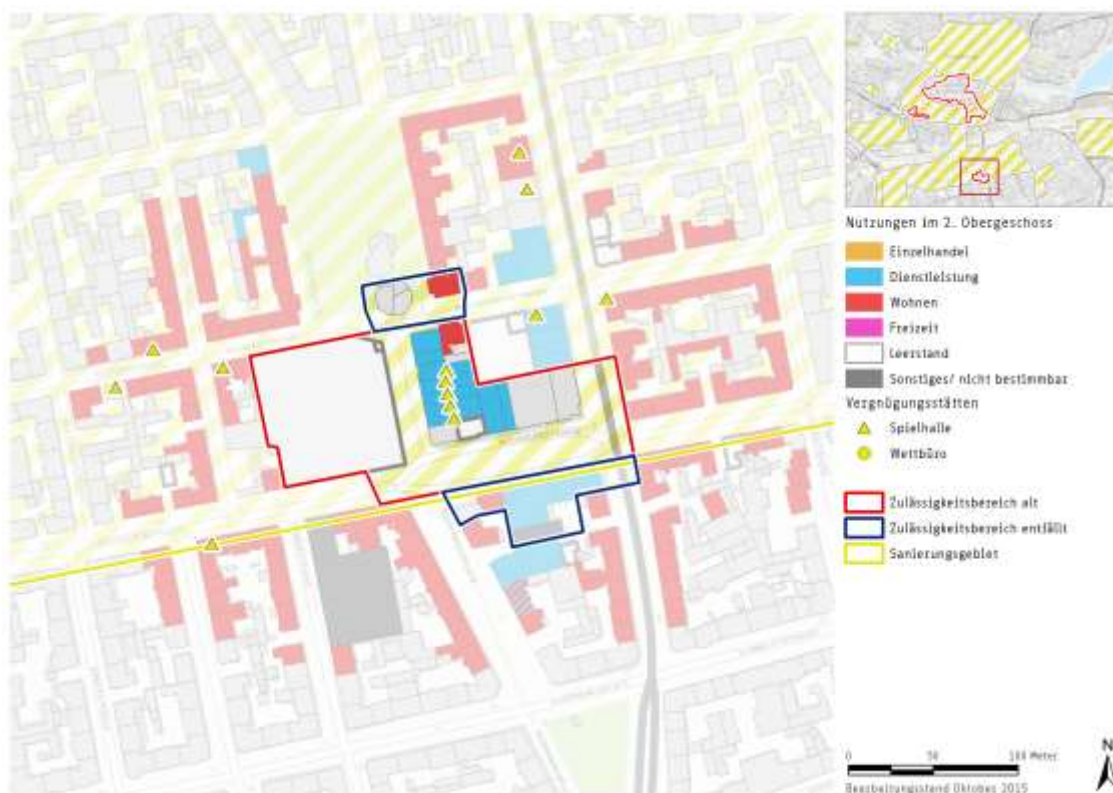 Nutzungen im 2. Obergeschoss
Einzelhandel
Dienstleistung
Wohnen
Freizeit
Leerstand
Sonstiges/ nicht bestimmbar
Vergnügungsstätten
Spielhalle
Wettbüro
Zulässigkeitsbereich alt
Zulässigkeitsbereich entfällt
Sanierungsgebiet
N
0 50 100 Meter
Bearbeitungsstand Oktober 2015